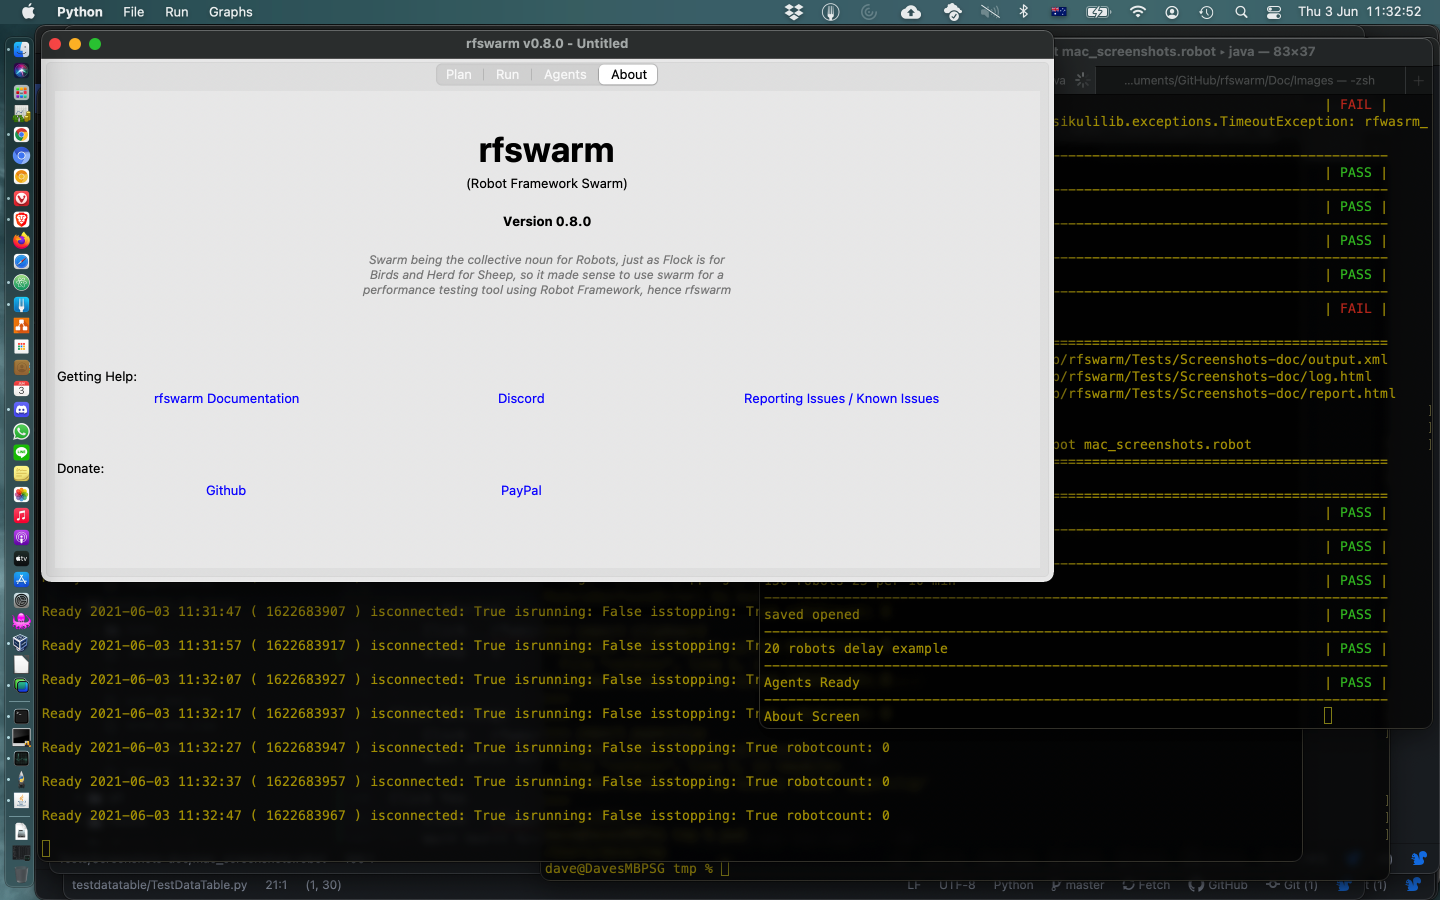 Python File Run Graphs
Thu 3 Jun 11:32:52
rfswarm v0.8.0 - Untitled
Plan Run Agents About
rfswarm
(Robot Framework Swarm)
Version 0.8.0
Swarm being the collective noun for Robots, just as Flock is for
Birds and Herd for Sheep, so it made sense to use swarm for a
performance testing tool using Robot Framework, hence rfswarm
Getting Help:
rfswarm Documentation
Discord
Reporting Issues / Known Issues
Donate:
Github
PayPal
t mac_screenshots.robot ▸ java — 83×37
va
...uments/GitHub/rfswarm/Doc/Images — -zsh
| FAIL |
sikulilib.exceptions.TimeoutException: rfwasrm_
| PASS |
| PASS |
| PASS |
| PASS |
| FAIL |
/rfswarm/Tests/Screenshots-doc/output.xml
/rfswarm/Tests/Screenshots-doc/log.html
/rfswarm/Tests/Screenshots-doc/report.html
bot mac_screenshots.robot
| PASS |
| PASS |
| PASS |
saved opened | PASS |
20 robots delay example | PASS |
Agents Ready | PASS |
About Screen
Ready 2021-06-03 11:31:47 ( 1622683907 ) isconnected: True isrunning: False isstopping: Tr
Ready 2021-06-03 11:31:57 ( 1622683917 ) isconnected: True isrunning: False isstopping: Tr
Ready 2021-06-03 11:32:07 ( 1622683927 ) isconnected: True isrunning: False isstopping: Tr
Ready 2021-06-03 11:32:17 ( 1622683937 ) isconnected: True isrunning: False isstopping: Tr
Ready 2021-06-03 11:32:27 ( 1622683947 ) isconnected: True isrunning: False isstopping: True robotcount: 0
Ready 2021-06-03 11:32:37 ( 1622683957 ) isconnected: True isrunning: False isstopping: True robotcount: 0
Ready 2021-06-03 11:32:47 ( 1622683967 ) isconnected: True isrunning: False isstopping: True robotcount: 0
dave@DavesMBPSG tmp %
testdatatable/TestDataTable.py 21:1 (1, 30)
LF UTF-8 Python master Fetch GitHub Git (1) t (1)